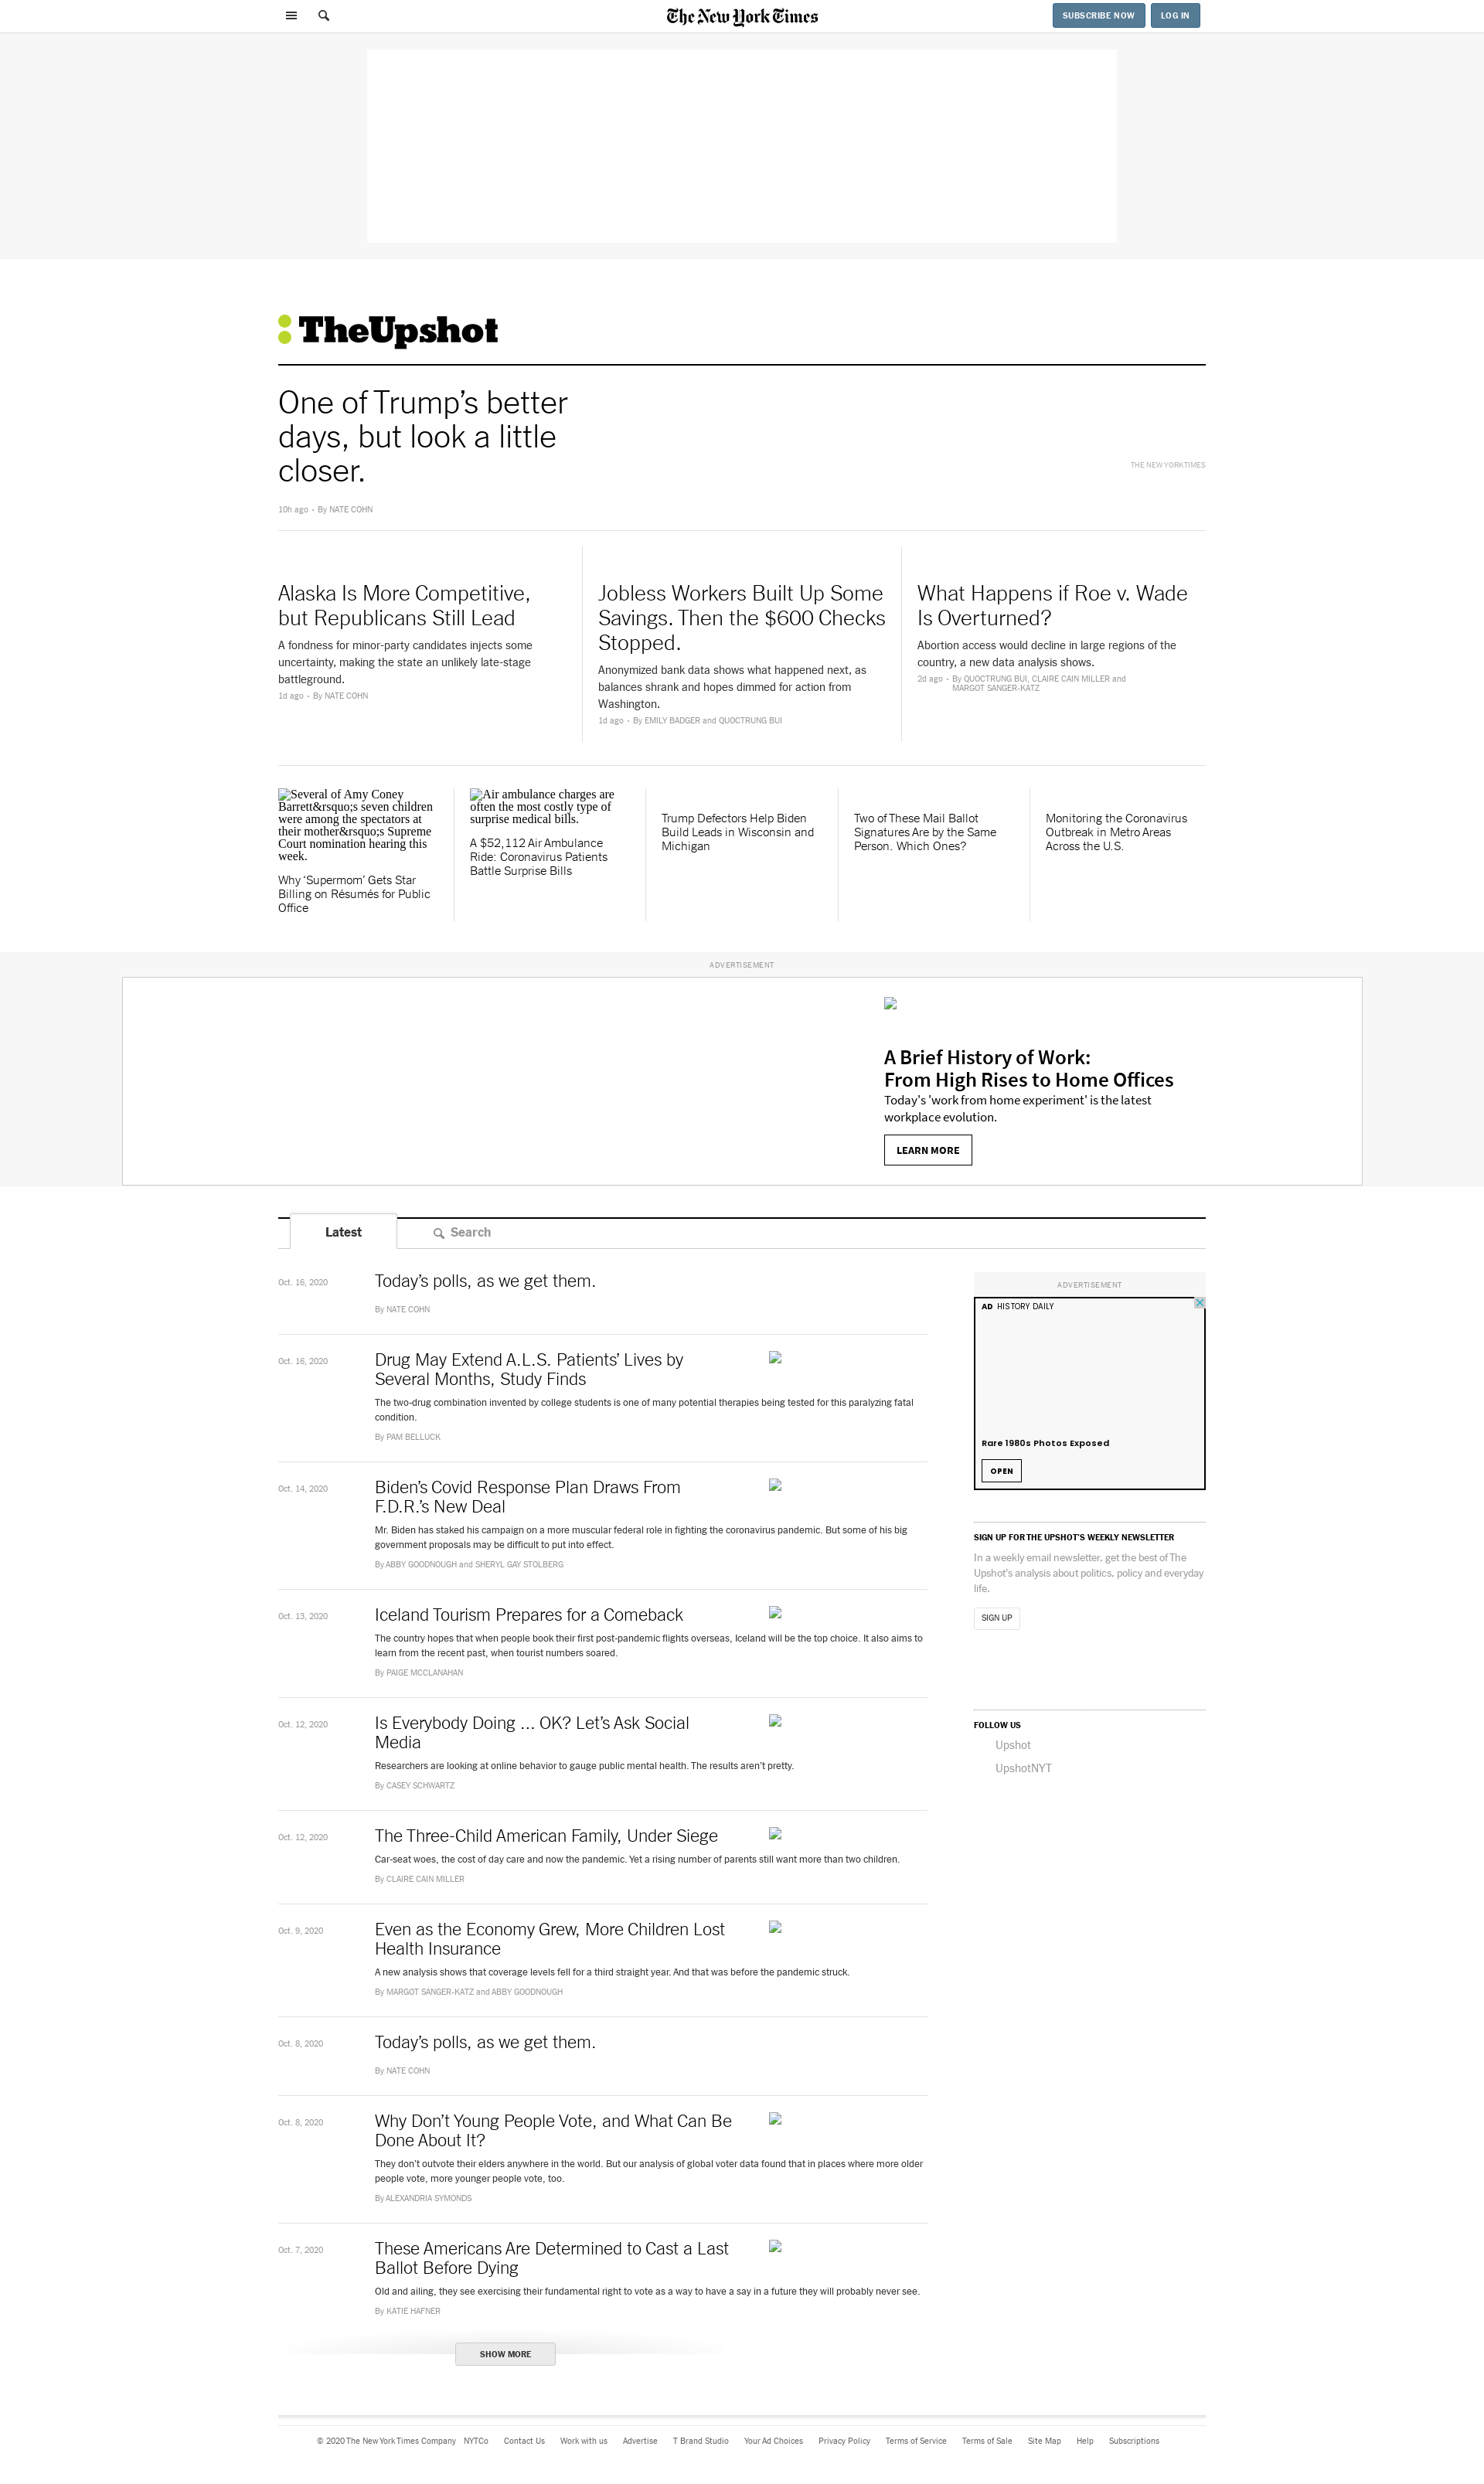 The New York Times
SUBSCRIBE NOW
LOG IN
TheUpshot
One of Trump’s better
days, but look a little
closer.
THE NEW YORK TIMES
10h ago • By NATE COHN
Alaska Is More Competitive,
but Republicans Still Lead
A fondness for minor-party candidates injects some
uncertainty, making the state an unlikely late-stage
battleground.
1d ago • By NATE COHN
Jobless Workers Built Up Some
Savings. Then the $600 Checks
Stopped.
Anonymized bank data shows what happened next, as
balances shrank and hopes dimmed for action from
Washington.
1d ago • By EMILY BADGER and QUOCTRUNG BUI
What Happens if Roe v. Wade
Is Overturned?
Abortion access would decline in large regions of the
country, a new data analysis shows.
2d ago • By QUOCTRUNG BUI, CLAIRE CAIN MILLER and
MARGOT SANGER-KATZ
Several of Amy Coney
Barrett&rsquo;s seven children
were among the spectators at
their mother&rsquo;s Supreme
Court nomination hearing this
week.
Why ‘Supermom’ Gets Star
Billing on Résumés for Public
Office
Air ambulance charges are
often the most costly type of
surprise medical bills.
A $52,112 Air Ambulance
Ride: Coronavirus Patients
Battle Surprise Bills
Trump Defectors Help Biden
Build Leads in Wisconsin and
Michigan
Two of These Mail Ballot
Signatures Are by the Same
Person. Which Ones?
Monitoring the Coronavirus
Outbreak in Metro Areas
Across the U.S.
ADVERTISEMENT
A Brief History of Work:
From High Rises to Home Offices
Today's 'work from home experiment' is the latest
workplace evolution.
LEARN MORE
Latest
Search
Oct. 16, 2020
Today’s polls, as we get them.
By NATE COHN
Oct. 16, 2020
Drug May Extend A.L.S. Patients’ Lives by
Several Months, Study Finds
The two-drug combination invented by college students is one of many potential therapies being tested for this paralyzing fatal
condition.
By PAM BELLUCK
Oct. 14, 2020
Biden’s Covid Response Plan Draws From
F.D.R.’s New Deal
Mr. Biden has staked his campaign on a more muscular federal role in fighting the coronavirus pandemic. But some of his big
government proposals may be difficult to put into effect.
By ABBY GOODNOUGH and SHERYL GAY STOLBERG
Oct. 13, 2020
Iceland Tourism Prepares for a Comeback
The country hopes that when people book their first post-pandemic flights overseas, Iceland will be the top choice. It also aims to
learn from the recent past, when tourist numbers soared.
By PAIGE MCCLANAHAN
Oct. 12, 2020
Is Everybody Doing ... OK? Let’s Ask Social
Media
Researchers are looking at online behavior to gauge public mental health. The results aren’t pretty.
By CASEY SCHWARTZ
Oct. 12, 2020
The Three-Child American Family, Under Siege
Car-seat woes, the cost of day care and now the pandemic. Yet a rising number of parents still want more than two children.
By CLAIRE CAIN MILLER
Oct. 9, 2020
Even as the Economy Grew, More Children Lost
Health Insurance
A new analysis shows that coverage levels fell for a third straight year. And that was before the pandemic struck.
By MARGOT SANGER-KATZ and ABBY GOODNOUGH
Oct. 8, 2020
Today’s polls, as we get them.
By NATE COHN
Oct. 8, 2020
Why Don’t Young People Vote, and What Can Be
Done About It?
They don’t outvote their elders anywhere in the world. But our analysis of global voter data found that in places where more older
people vote, more younger people vote, too.
By ALEXANDRIA SYMONDS
Oct. 7, 2020
These Americans Are Determined to Cast a Last
Ballot Before Dying
Old and ailing, they see exercising their fundamental right to vote as a way to have a say in a future they will probably never see.
By KATIE HAFNER
SHOW MORE
ADVERTISEMENT
AD HISTORY DAILY
Rare 1980s Photos Exposed
OPEN
SIGN UP FOR THE UPSHOT’S WEEKLY NEWSLETTER
In a weekly email newsletter, get the best of The
Upshot’s analysis about politics, policy and everyday
life.
SIGN UP
FOLLOW US
Upshot
UpshotNYT
© 2020 The New York Times Company NYTCo Contact Us Work with us Advertise T Brand Studio Your Ad Choices Privacy Policy Terms of Service Terms of Sale Site Map Help Subscriptions